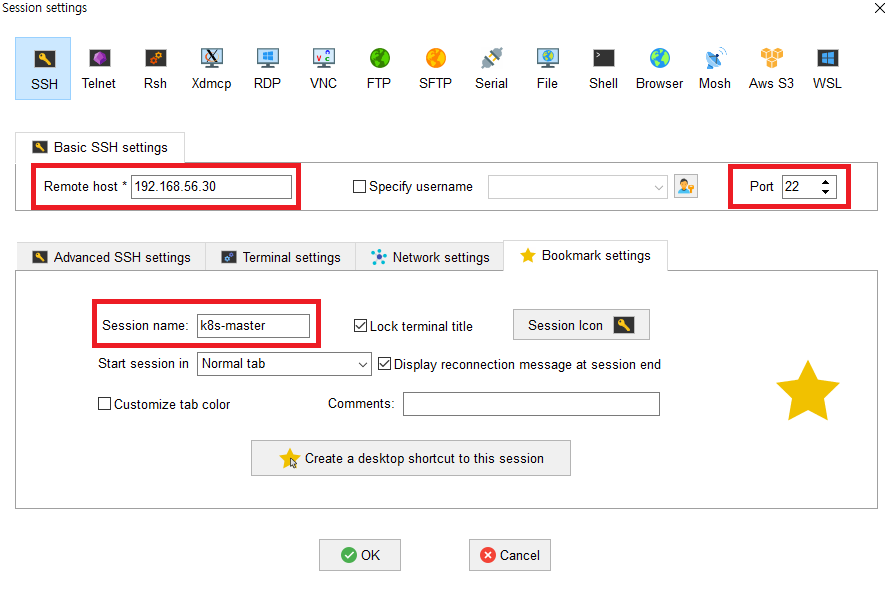 Session settings
SSH Telnet Rsh Xdmcp RDP VNC FTP SFTP Serial File Shell Browser Mosh Aws S3 WSL
Basic SSH settings
Remote host * 192.168.56.30 Specify username Port 22
Advanced SSH settings Terminal settings Network settings Bookmark settings
Session name: k8s-master Lock terminal title Session Icon
Start session in Normal tab Display reconnection message at session end
Customize tab color Comments:
Create a desktop shortcut to this session
OK Cancel